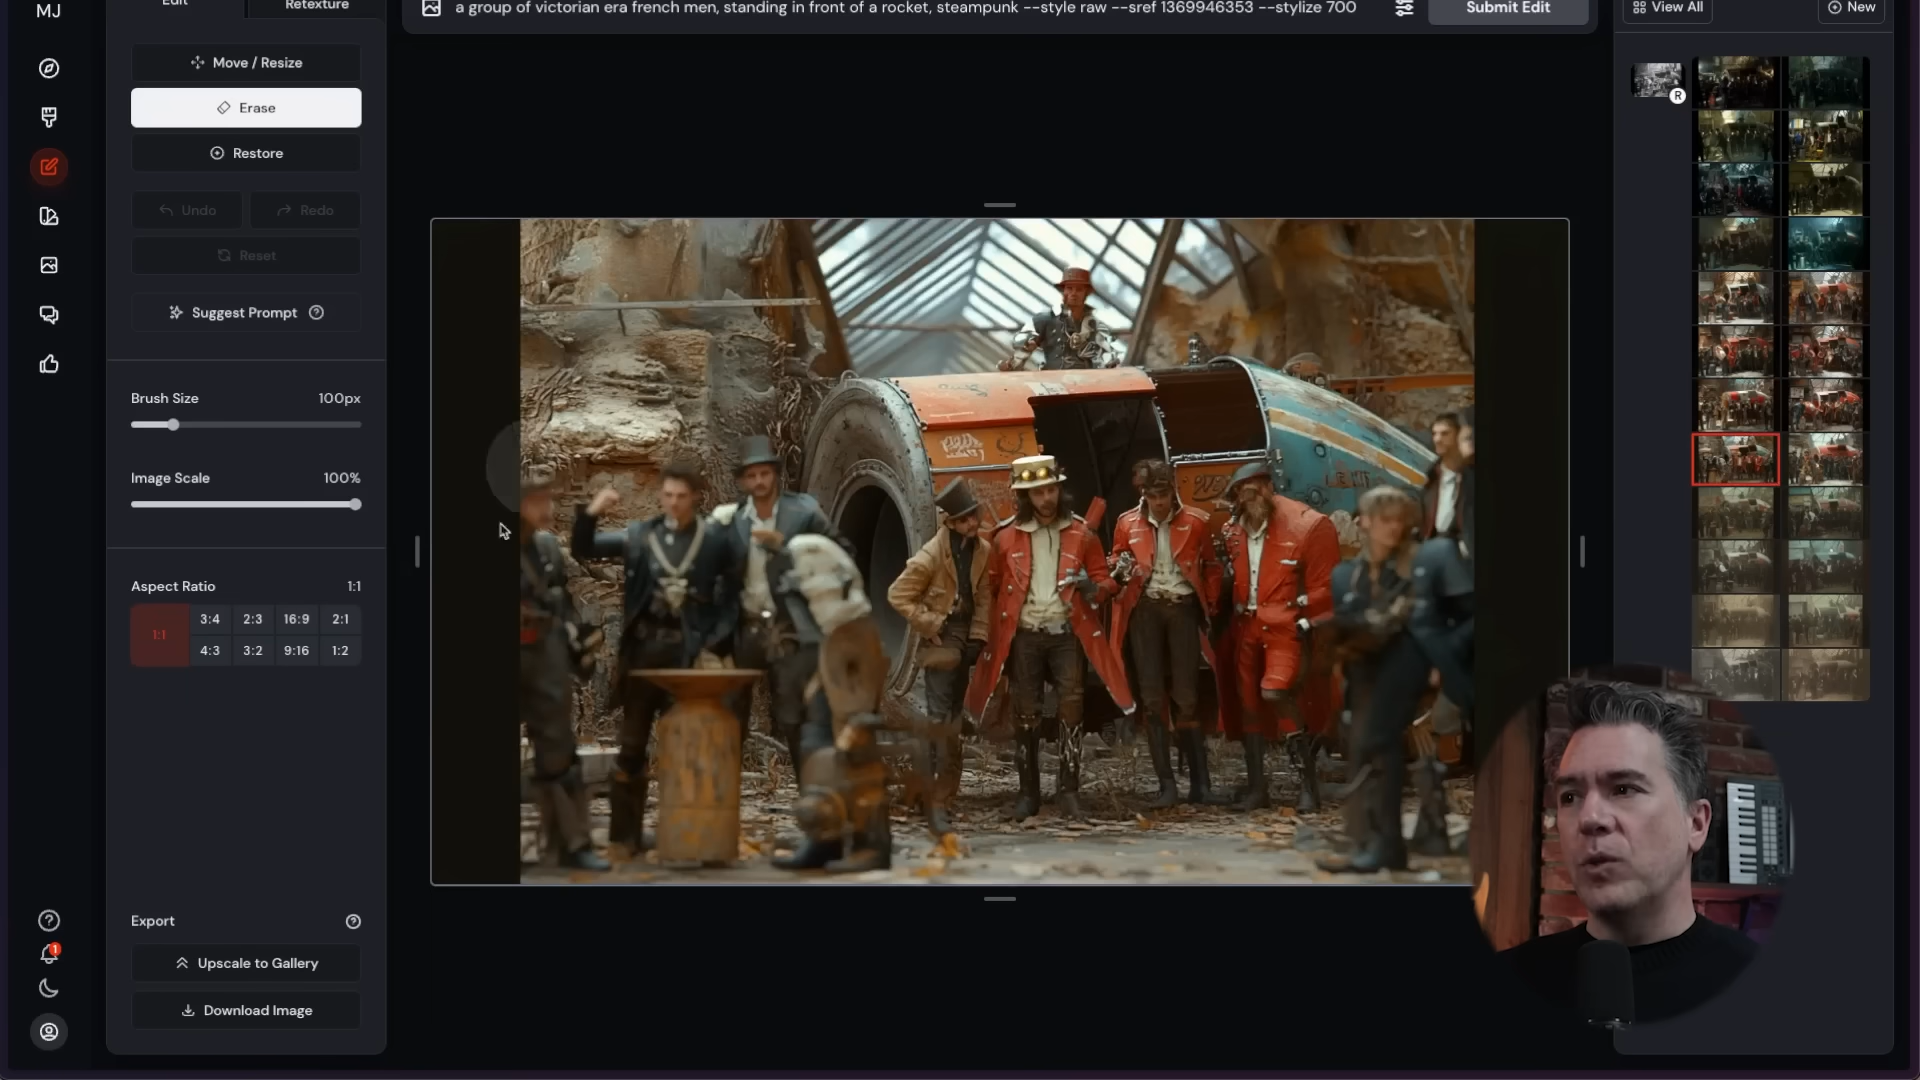 MJ
Edit
Retexture
a group of victorian era french men, standing in front of a rocket, steampunk --style raw --sref 1369946353 --stylize 700
Submit Edit
View All
New
Move / Resize
Erase
Restore
Undo
Redo
Reset
Suggest Prompt
Brush Size
100px
Image Scale
100%
Aspect Ratio
1:1
1:1
3:4
2:3
16:9
2:1
4:3
3:2
9:16
1:2
Export
Upscale to Gallery
Download Image
R
1